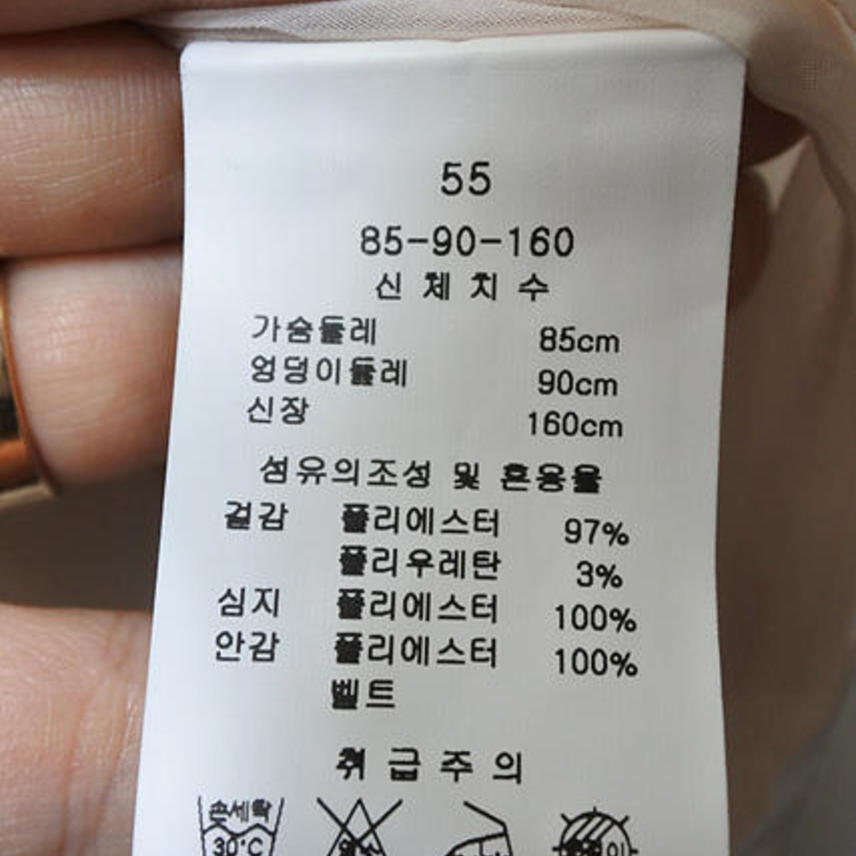 55
85-90-160
신체치수
가슴둘레 85cm
엉덩이둘레 90cm
신장 160cm
섬유의조성 및 혼용율
겉감 폴리에스터 97%
폴리우레탄 3%
심지 폴리에스터 100%
안감 폴리에스터 100%
벨트
취급주의
손세탁
30°C